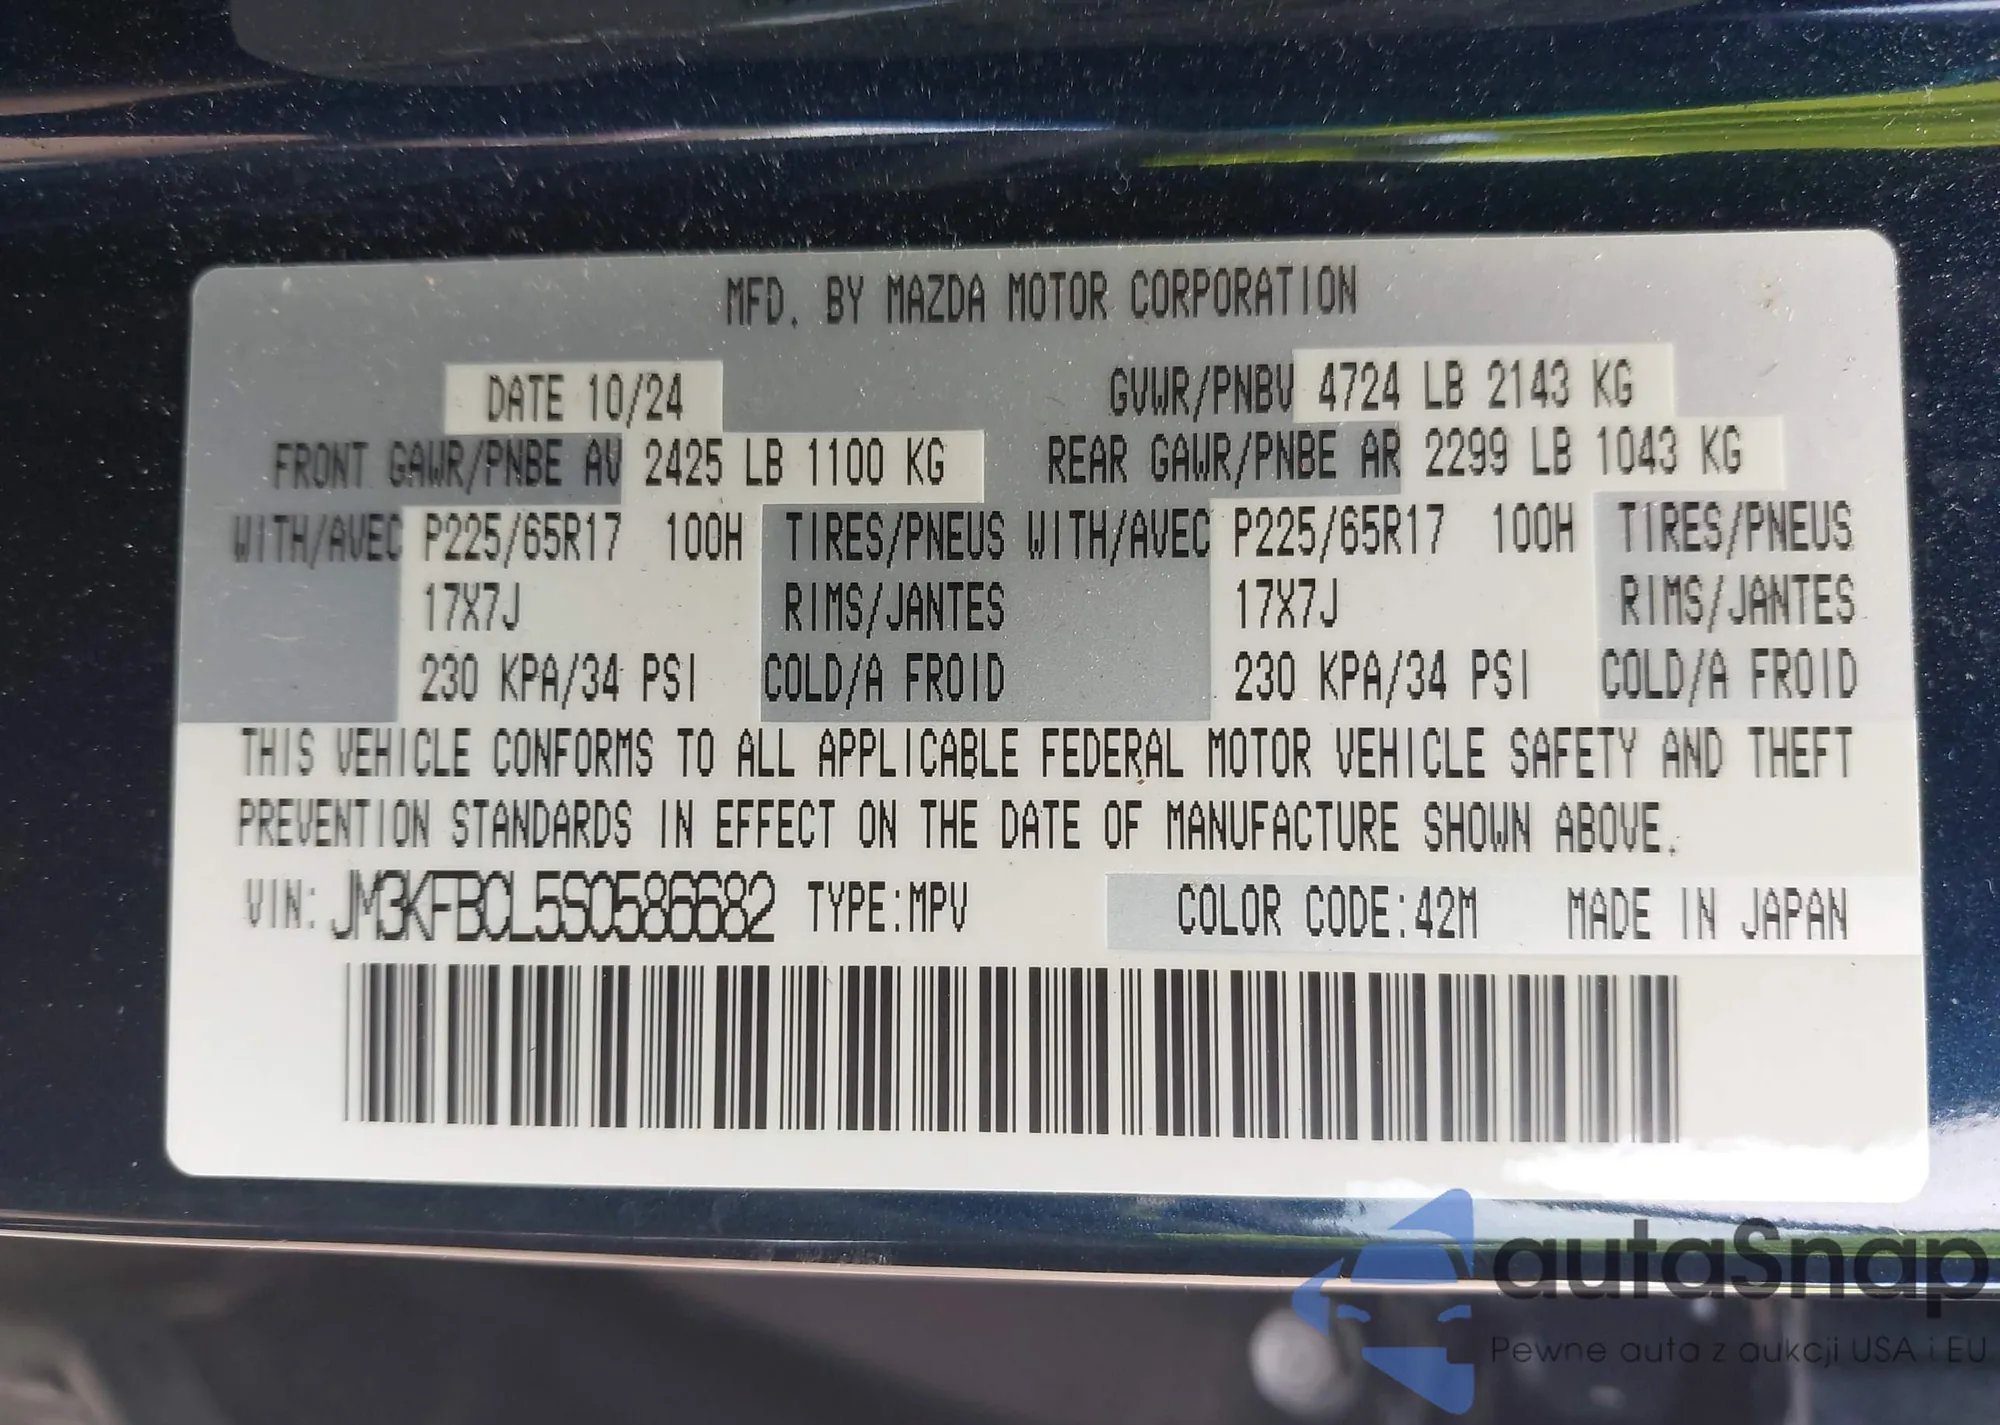 MFD. BY MAZDA MOTOR CORPORATION
DATE 10/24 GVWR/PNBV 4724 LB 2143 KG
FRONT GAWR/PNBE AV 2425 LB 1100 KG REAR GAWR/PNBE AR 2299 LB 1043 KG
WITH/AVEC P225/65R17 100H TIRES/PNEUS WITH/AVEC P225/65R17 100H TIRES/PNEUS
17X7J RIMS/JANTES 17X7J RIMS/JANTES
230 KPA/34 PSI COLD/A FROID 230 KPA/34 PSI COLD/A FROID
THIS VEHICLE CONFORMS TO ALL APPLICABLE FEDERAL MOTOR VEHICLE SAFETY AND THEFT
PREVENTION STANDARDS IN EFFECT ON THE DATE OF MANUFACTURE SHOWN ABOVE.
VIN: JM3KFBCL5S0586682 TYPE:MPV COLOR CODE:42M MADE IN JAPAN
autaSnap
Pewne auta z aukcji USA i EU